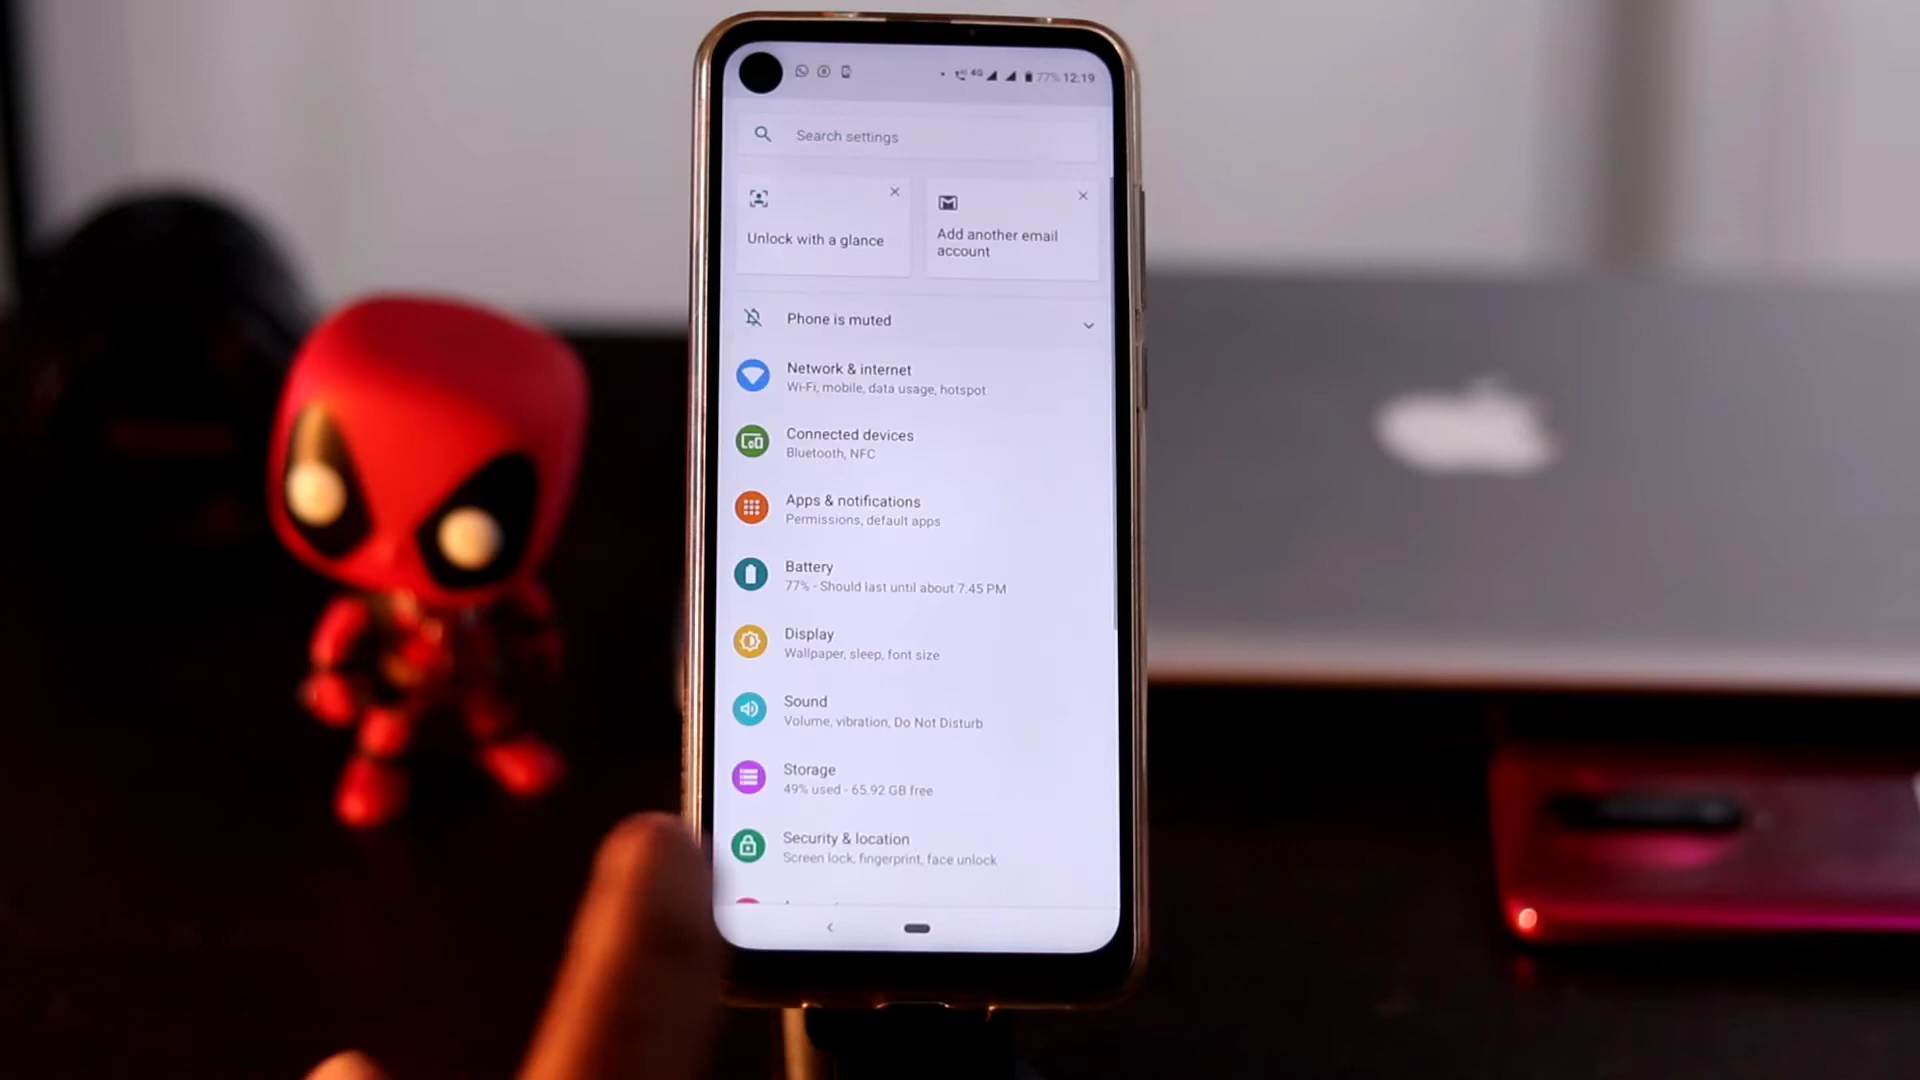 4G 77% 12:19
Search settings
Unlock with a glance
Add another email
account
Phone is muted
Network & internet
Wi-Fi, mobile, data usage, hotspot
Connected devices
Bluetooth, NFC
Apps & notifications
Permissions, default apps
Battery
77% - Should last until about 7:45 PM
Display
Wallpaper, sleep, font size
Sound
Volume, vibration, Do Not Disturb
Storage
49% used - 65.92 GB free
Security & location
Screen lock, fingerprint, face unlock